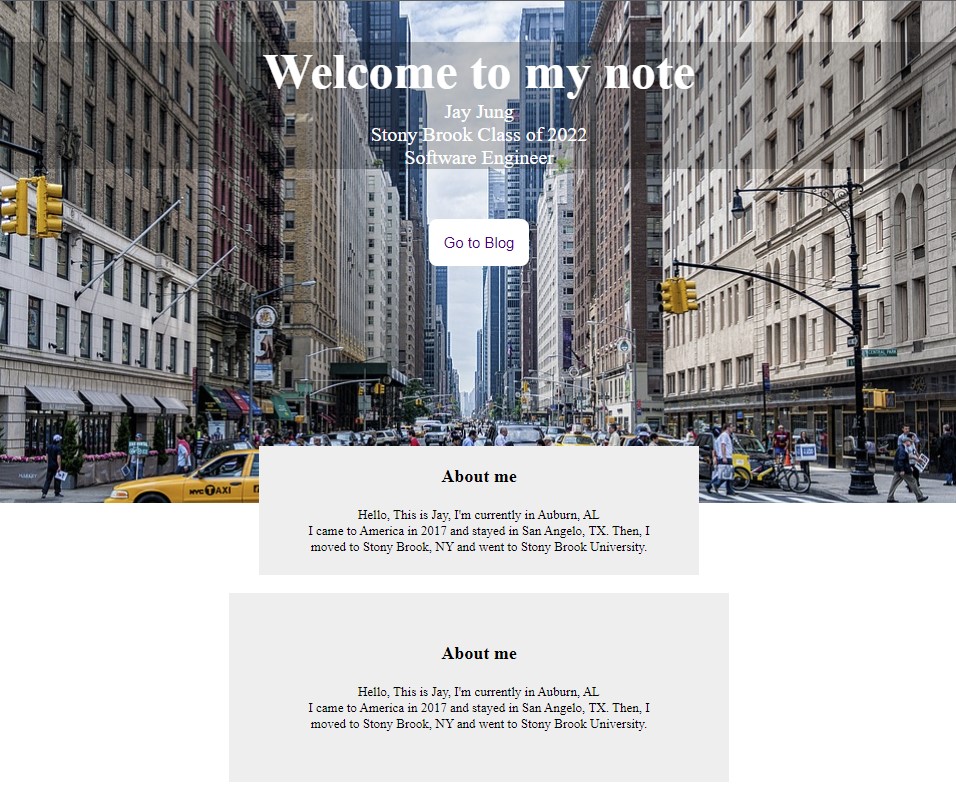 Welcome to my note
Jay Jung
Stony Brook Class of 2022
Software Engineer
Go to Blog
CENTRAL PARK
NYC TAXI
About me
Hello, This is Jay, I'm currently in Auburn, AL
I came to America in 2017 and stayed in San Angelo, TX. Then, I
moved to Stony Brook, NY and went to Stony Brook University.
About me
Hello, This is Jay, I'm currently in Auburn, AL
I came to America in 2017 and stayed in San Angelo, TX. Then, I
moved to Stony Brook, NY and went to Stony Brook University.